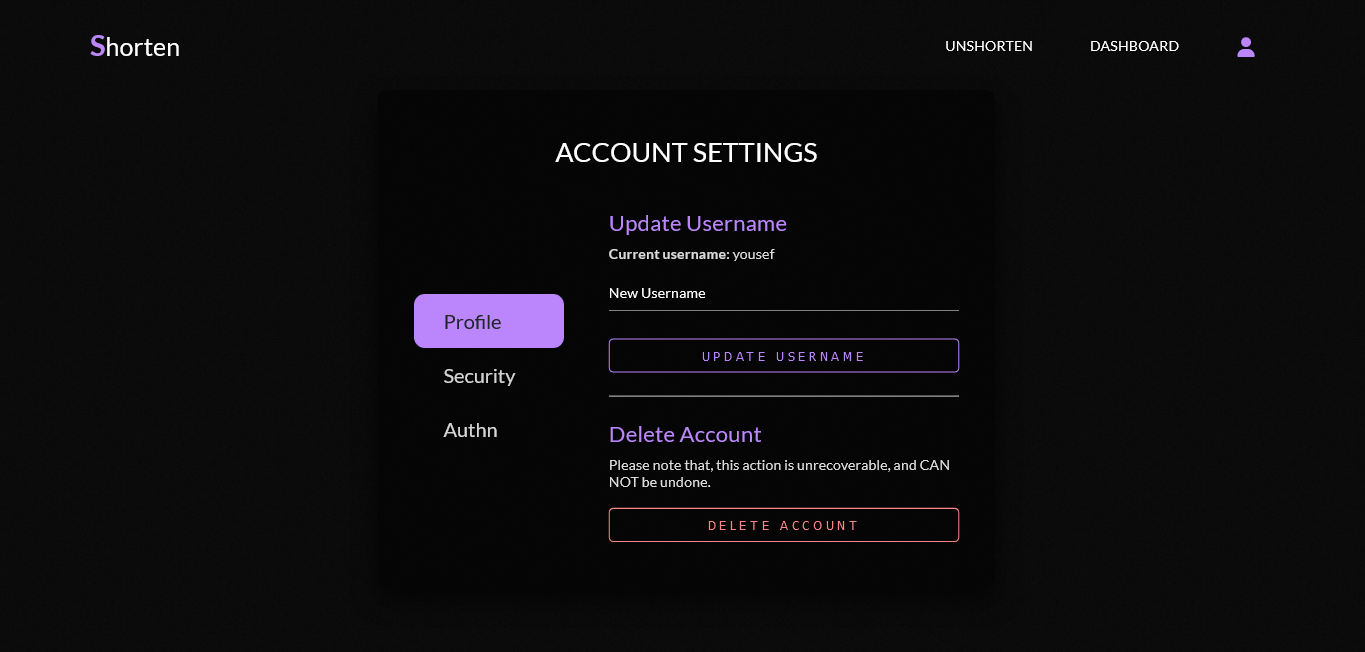 Shorten
UNSHORTEN
DASHBOARD
ACCOUNT SETTINGS
Profile
Security
Authn
Update Username
Current username: yousef
New Username
UPDATE USERNAME
Delete Account
Please note that, this action is unrecoverable, and CAN
NOT be undone.
DELETE ACCOUNT